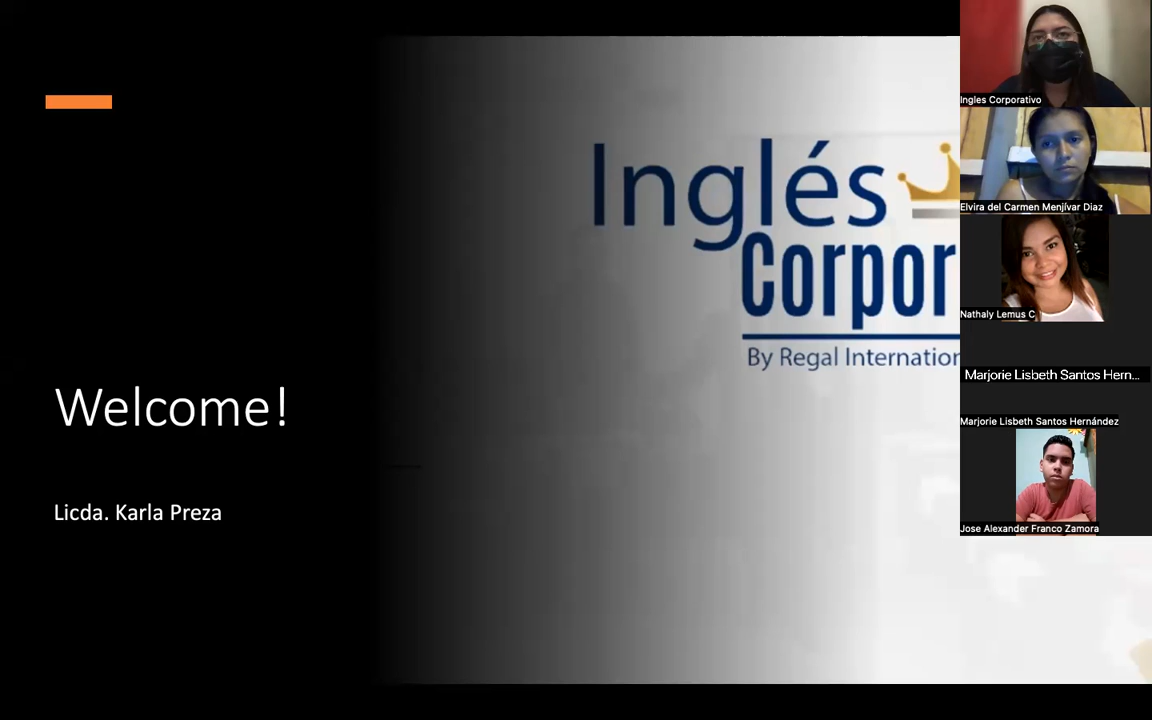 Welcome!
Licda. Karla Preza
Inglés
Corpor
By Regal Internation
Ingles Corporativo
Elvira del Carmen Menjívar Diaz
Nathaly Lemus C
Marjorie Lisbeth Santos Hern...
Marjorie Lisbeth Santos Hernández
Jose Alexander Franco Zamora